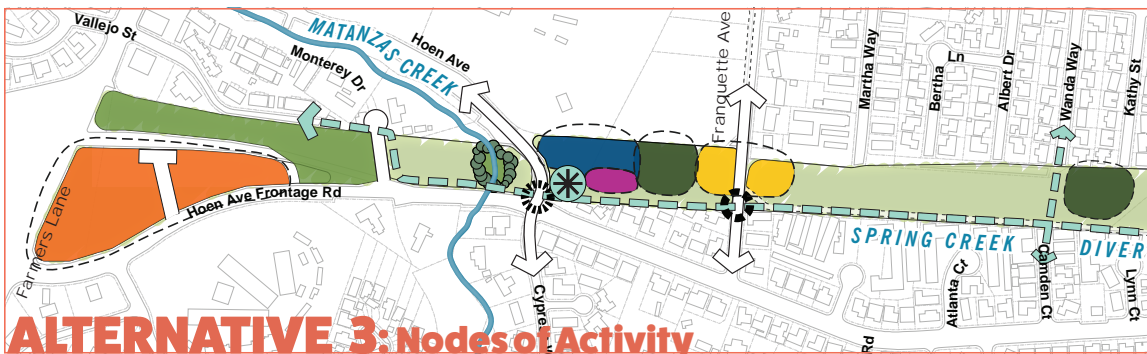 Vallejo St
Monterey Dr
MATANZAS CREEK
Hoen Ave
Franquette Ave
Martha Way
Bertha Ln
Albert Dr
Wanda Way
Kathy St
Farmers Lane
Hoen Ave Frontage Rd
SPRING CREEK
DIVER
Cypres
Rd
Atlanta Cr
Camden Ct
Lynn Ct
ALTERNATIVE 3: Nodes of Activity